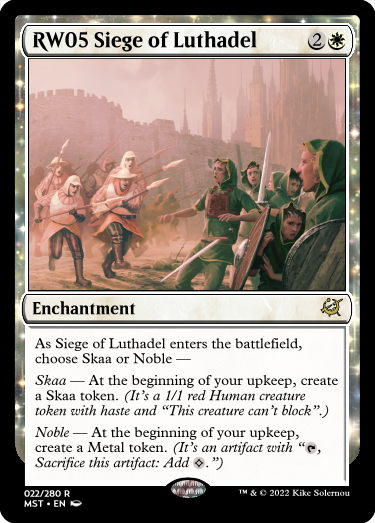 RW05 Siege of Luthadel 2
Enchantment
As Siege of Luthadel enters the battlefield,
choose Skaa or Noble —
Skaa — At the beginning of your upkeep, create
a Skaa token. (It's a 1/1 red Human creature
token with haste and “This creature can't block”.)
Noble — At the beginning of your upkeep,
create a Metal token. (It's an artifact with “,
Sacrifice this artifact: Add .”)
022/280 R
MST • EN
™ & © 2022 Kike Solernou